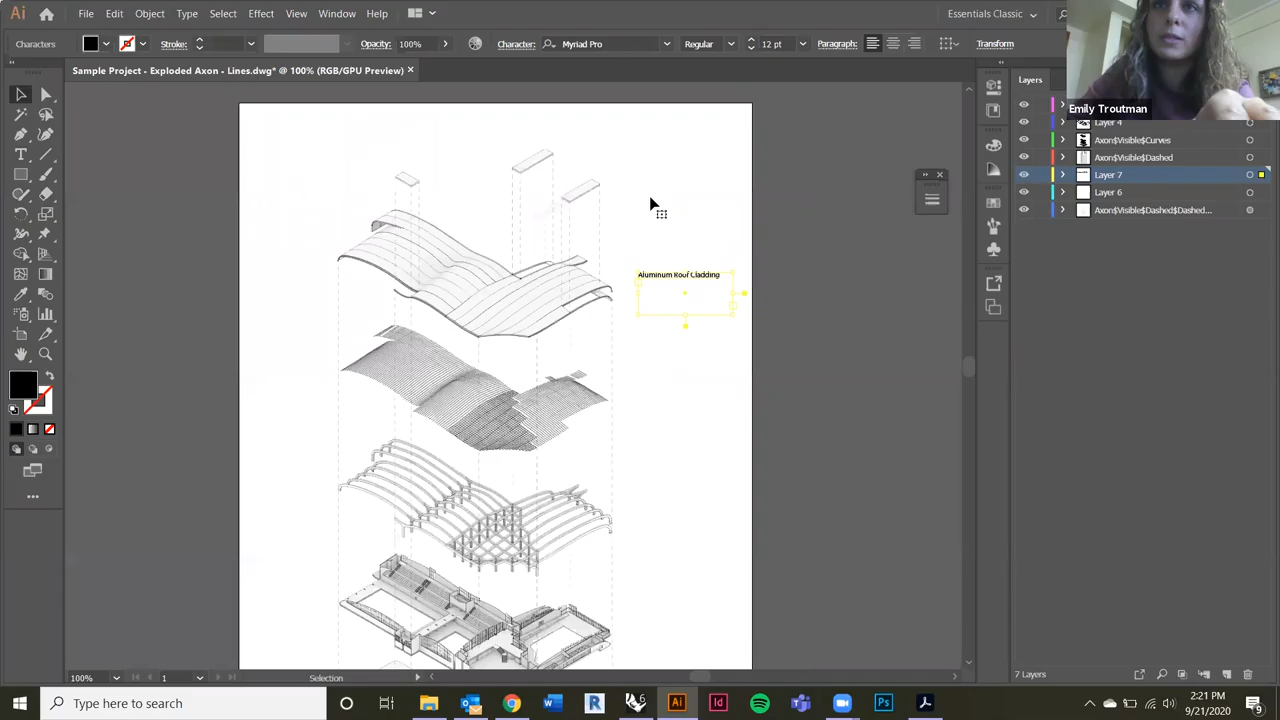 Ai File Edit Object Type Select Effect View Window Help Essentials Classic
Characters Stroke: Opacity: 100% Character: Myriad Pro Regular 12 pt Paragraph: Transform
Sample Project - Exploded Axon - Lines.dwg* @ 100% (RGB/GPU Preview) ×
Layers
Emily Troutman
Layer 4
Axon$Visible$Curves
Axon$Visible$Dashed
Layer 7
Layer 6
Axon$Visible$Dashed$Dashed...
Aluminum Roof Cladding
7 Layers
100% 1 Selection
Type here to search
2:21 PM
9/21/2020